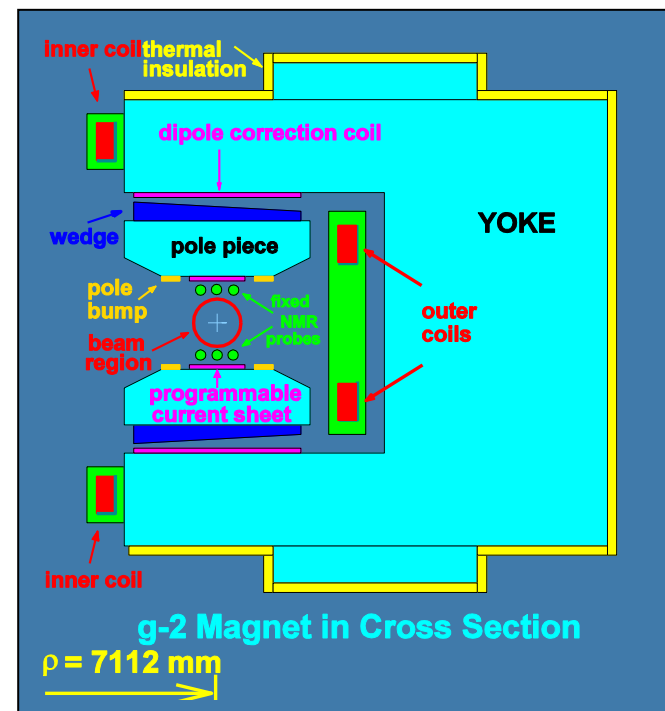 inner coil
thermal
insulation
dipole correction coil
wedge
YOKE
pole piece
pole
bump
fixed
NMR
probes
outer
coils
beam
region
programmable
current sheet
inner coil
g-2 Magnet in Cross Section
ρ = 7112 mm